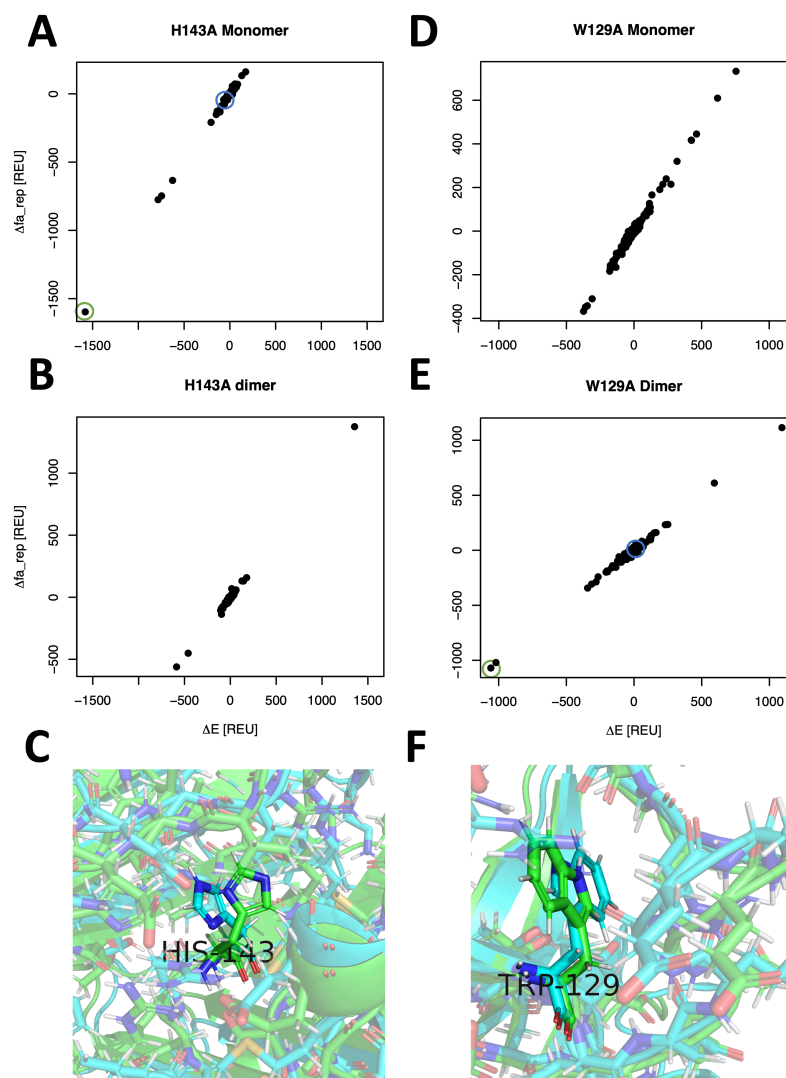 A
H143A Monomer
Δfa_rep [REU]
0
−500
−1000
−1500
−1500 −500 0 500 1000 1500
B
H143A dimer
Δfa_rep [REU]
1000
500
0
−500
−1500 −500 0 500 1000 1500
ΔE [REU]
C
HIS-143
D
W129A Monomer
600
400
200
0
−200
−400
−1000 −500 0 500 1000
E
W129A Dimer
1000
500
0
−500
−1000
−1000 −500 0 500 1000
ΔE [REU]
F
TRP-129